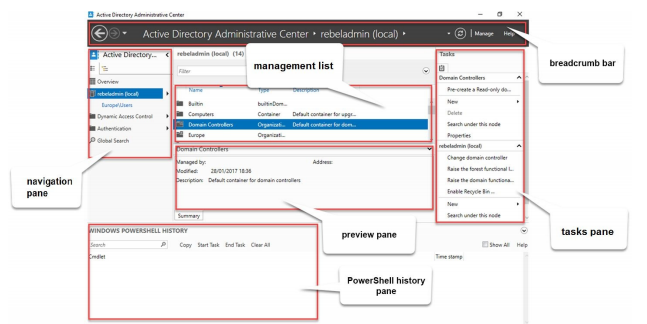 Active Directory Administrative Center
Active Directory Administrative Center • rebeladmin (local) •
Manage
Help
breadcrumb bar
Active Directory...
Overview
rebeladmin (local)
Europe\Users
Dynamic Access Control
Authentication
Global Search
navigation
pane
rebeladmin (local) (14)
Filter
management list
Name Type Description
Builtin builtinDom...
Computers Container Default container for upgr...
Domain Controllers Organizati... Default container for dom...
Europe Organizati...
Domain Controllers
Managed by: Address:
Modified: 28/01/2017 18:36
Description: Default container for domain controllers
Summary
preview pane
Tasks
Domain Controllers
Pre-create a Read-only do...
New
Delete
Search under this node
Properties
rebeladmin (local)
Change domain controller
Raise the forest functional l...
Raise the domain functiona...
Enable Recycle Bin ...
New
Search under this node
tasks pane
WINDOWS POWERSHELL HISTORY
Search Copy Start Task End Task Clear All Show All Help
Cmdlet Time stamp
PowerShell history
pane